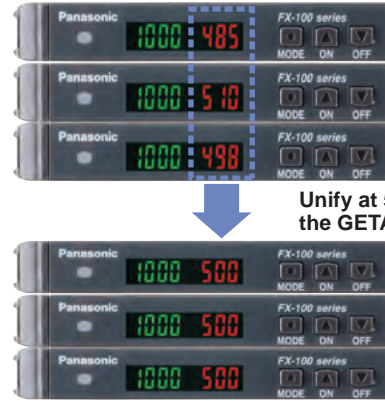 Panasonic 1000 485 FX-100 series
MODE ON OFF
Panasonic 1000 510 FX-100 series
MODE ON OFF
Panasonic 1000 498 FX-100 series
MODE ON OFF
Unify at
the GETA
Panasonic 1000 500 FX-100 series
MODE ON OFF
Panasonic 1000 500 FX-100 series
MODE ON OFF
Panasonic 1000 500 FX-100 series
MODE ON OFF